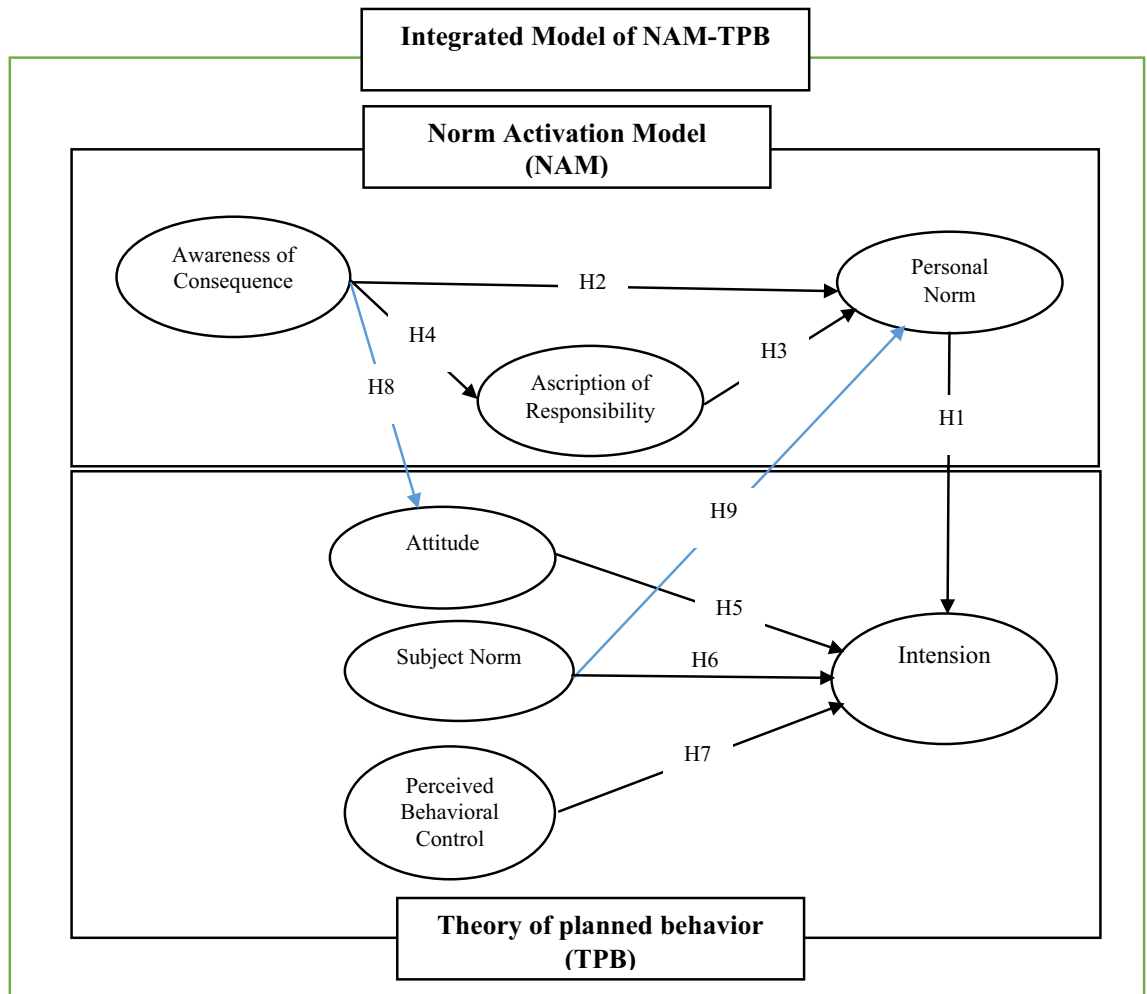 Integrated Model of NAM-TPB
Norm Activation Model
(NAM)
Awareness of
Consequence
H2
Personal
Norm
H4
H3
H8
Ascription of
Responsibility
H1
H9
Attitude
H5
Subject Norm
H6
Intension
H7
Perceived
Behavioral
Control
Theory of planned behavior
(TPB)